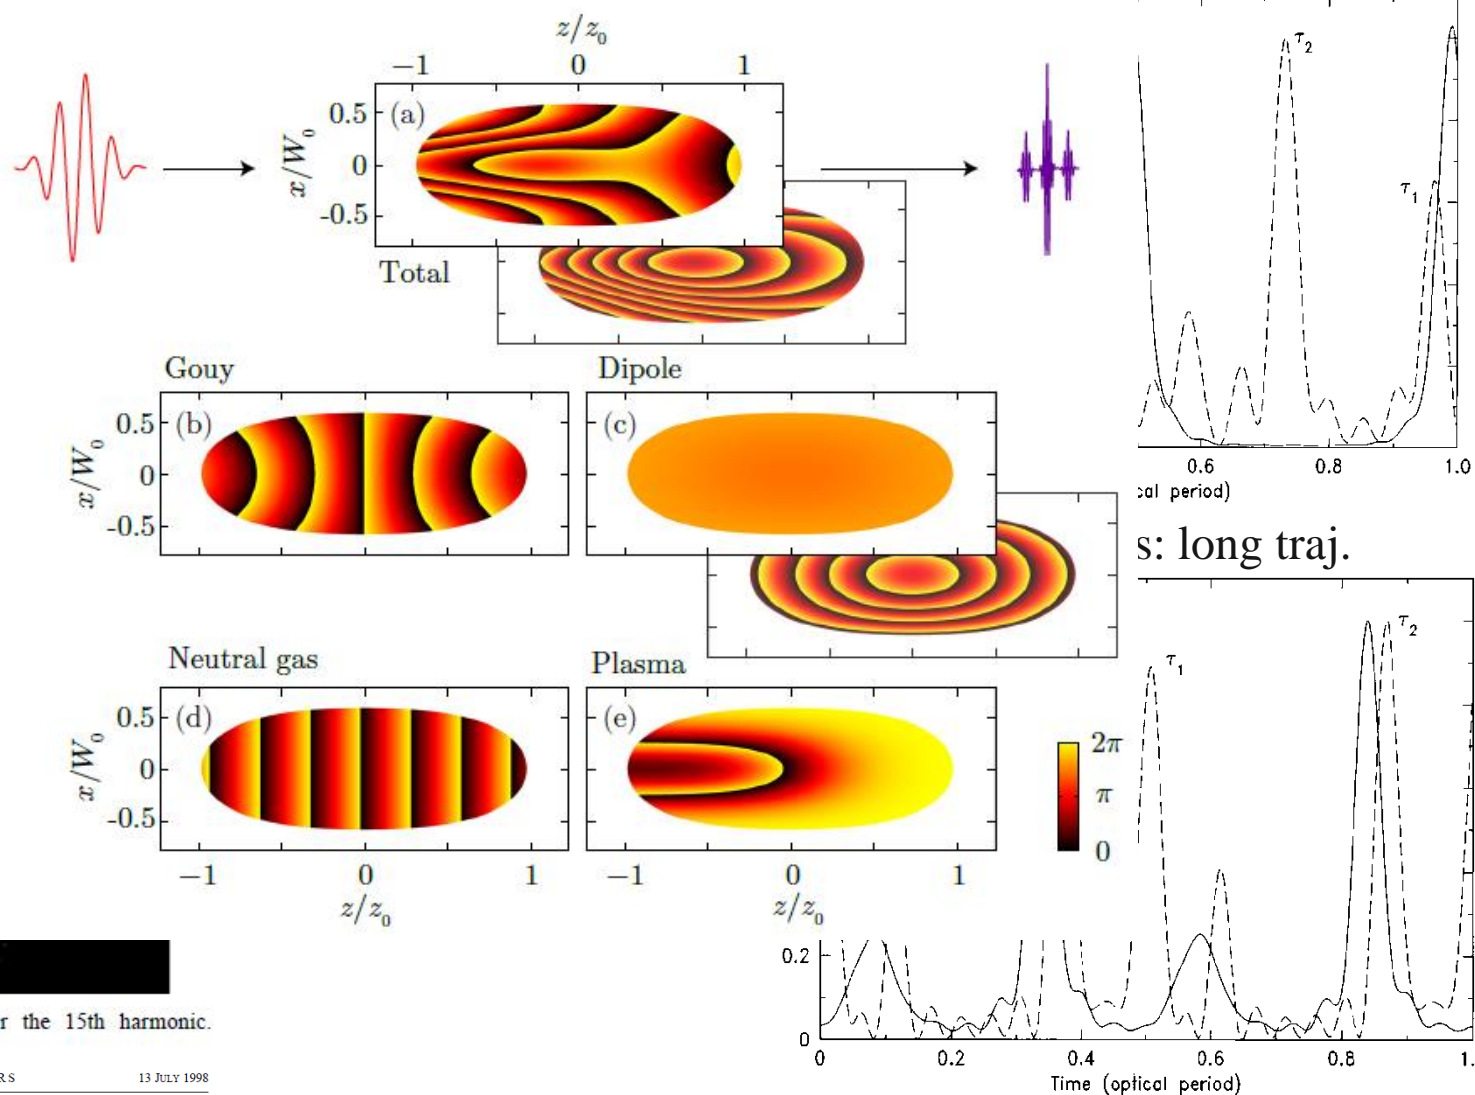 z/z0
−1 0 1
(a)
x/W0
0.5
0
-0.5
Total
Gouy
(b)
x/W0
0.5
0
-0.5
Dipole
(c)
Neutral gas
(d)
x/W0
0.5
0
-0.5
−1 0 1
z/z0
Plasma
(e)
−1 0 1
z/z0
2π
π
0
τ2
τ1
0.6 0.8 1.0
cal period)
s: long traj.
τ1
τ2
0.2
0
0 0.2 0.4 0.6 0.8 1.
Time (optical period)
r the 15th harmonic.
RS 13 JULY 1998